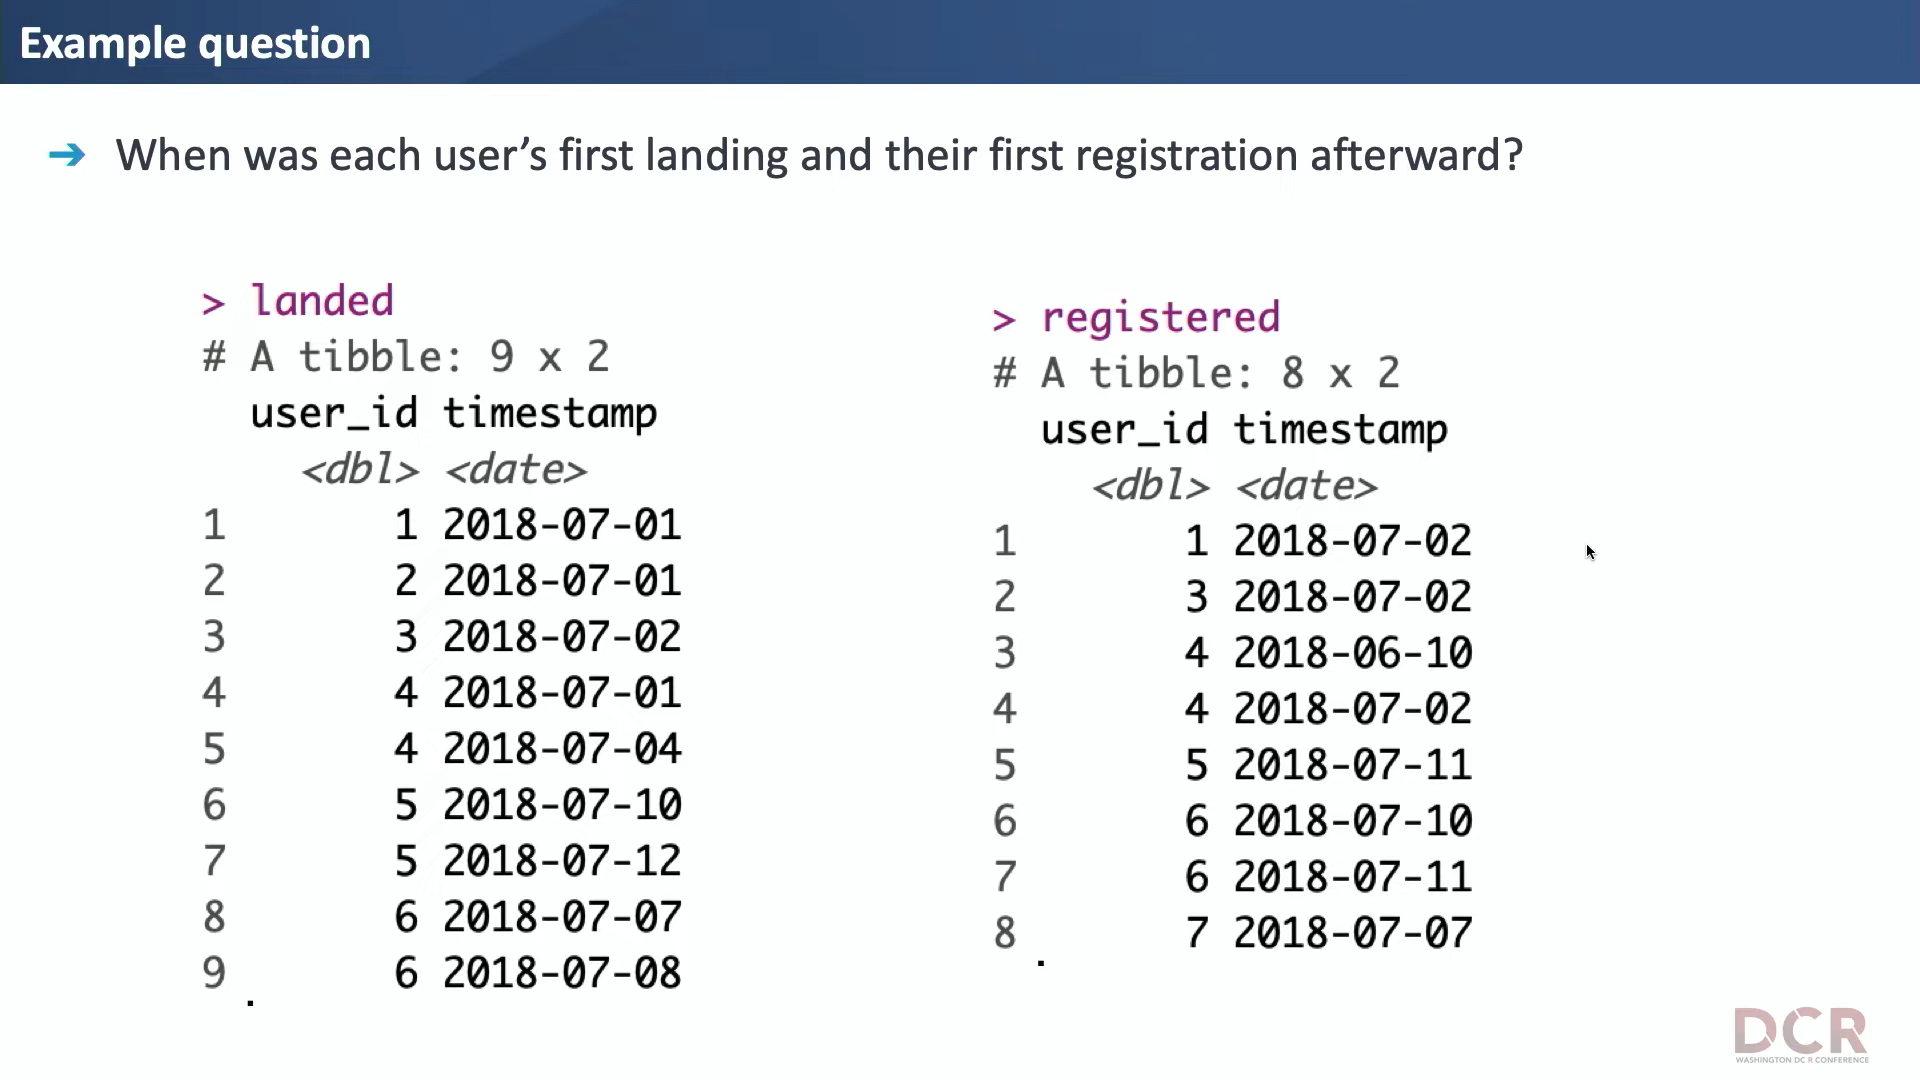 Example question
➔ When was each user’s first landing and their first registration afterward?
> landed
# A tibble: 9 x 2
user_id timestamp
<dbl> <date>
1 1 2018-07-01
2 2 2018-07-01
3 3 2018-07-02
4 4 2018-07-01
5 4 2018-07-04
6 5 2018-07-10
7 5 2018-07-12
8 6 2018-07-07
9 6 2018-07-08
.
> registered
# A tibble: 8 x 2
user_id timestamp
<dbl> <date>
1 1 2018-07-02
2 3 2018-07-02
3 4 2018-06-10
4 4 2018-07-02
5 5 2018-07-11
6 6 2018-07-10
7 6 2018-07-11
8 7 2018-07-07
.
DCR
WASHINGTON DC R CONFERENCE